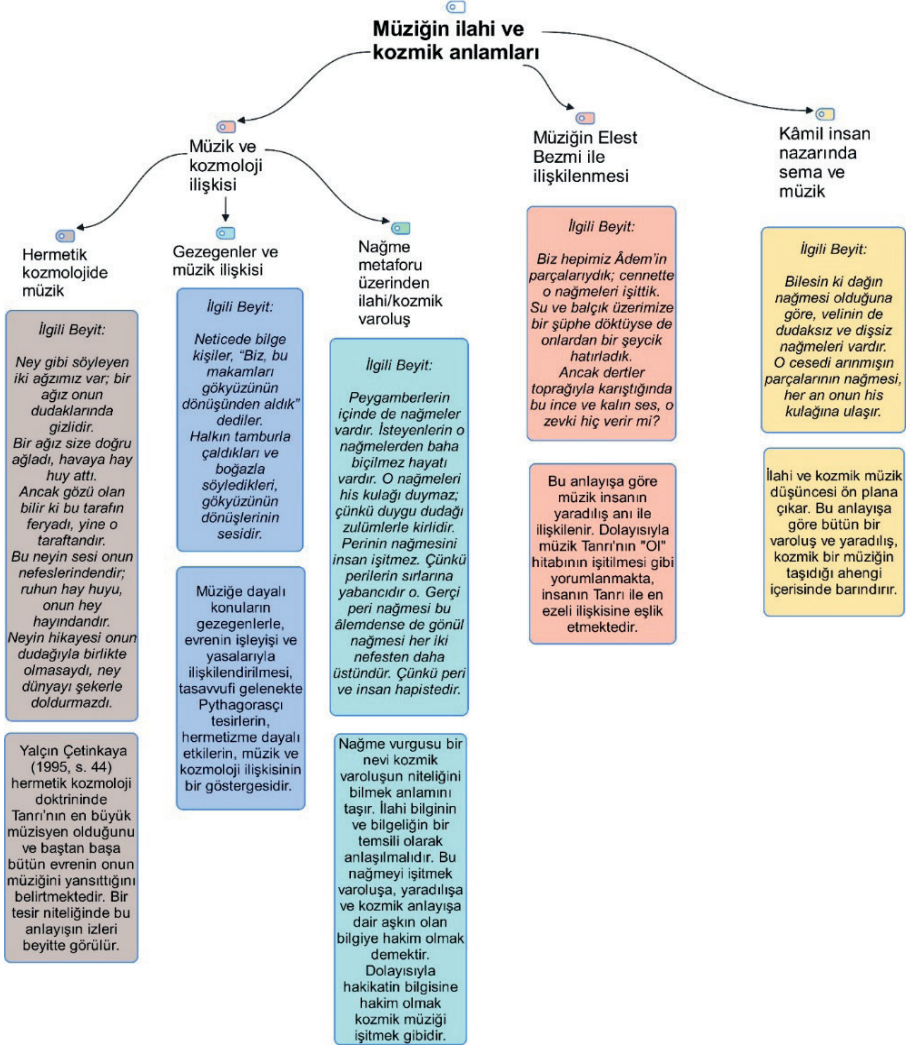 Müziğin ilahi ve
kozmik anlamları
Müzik ve
kozmoloji
ilişkisi
Müziğin Elest
Bezmi ile
ilişkilenmesi
Kâmil insan
nazarında
sema ve
müzik
Hermetik
kozmolojide
müzik
Gezegenler ve
müzik ilişkisi
Nağme
metaforu
üzerinden
ilahi/kozmik
varoluş
İlgili Beyit:
Ney gibi söyleyen
iki ağzımız var; bir
ağız onun
dudaklarında
gizlidir.
Bir ağız size doğru
ağladı, havaya hay
huy attı.
Ancak gözü olan
bilir ki bu tarafın
feryadı, yine o
taraftandır.
Bu neyin sesi onun
nefeslerindendir;
ruhun hay huyu,
onun hey
hayındandır.
Neyin hikayesi onun
dudağıyla birlikte
olmasaydı, ney
dünyayı şekerle
doldurmazdı.
Yalçın Çetinkaya
(1995, s. 44)
hermetik kozmoloji
doktrininde
Tanrı'nın en büyük
müzisyen olduğunu
ve baştan başa
bütün evrenin onun
müziğini yansıttığını
belirtmektedir. Bir
tesir niteliğinde bu
anlayışın izleri
beyitte görülür.
İlgili Beyit:
Neticede bilge
kişiler, "Biz, bu
makamları
gökyüzünün
dönüşünden aldık"
dediler.
Halkın tamburla
çaldıkları ve
boğazla
söyledikleri,
gökyüzünün
dönüşlerinin
sesidir.
Müziğe dayalı
konuların
gezegenlerle,
evrenin işleyişi ve
yasalarıyla
ilişkilendirilmesi,
tasavvufi gelenekte
Pythagorasçı
tesirlerin,
hermetizme dayalı
etkilerin, müzik ve
kozmoloji ilişkisinin
bir göstergesidir.
İlgili Beyit:
Peygamberlerin
içinde de nağmeler
vardır. İsteyenlerin o
nağmelerden baha
biçilmez hayatı
vardır. O nağmeleri
his kulağı duymaz;
çünkü duygu dudağı
zulümlerle kirlidir.
Perinin nağmesini
insan işitmez. Çünkü
perilerin sırlarına
yabancıdır o. Gerçi
peri nağmesi bu
âlemdense de gönül
nağmesi her iki
nefesten daha
üstündür. Çünkü peri
ve insan hapistedir.
Nağme vurgusu bir
nevi kozmik
varoluşun niteliğini
bilmek anlamını
taşır. İlahi bilginin
ve bilgeliğin bir
temsili olarak
anlaşılmalıdır. Bu
nağmeyi işitmek
varoluşa, yaradılışa
ve kozmik anlayışa
dair aşkın olan
bilgiye hakim olmak
demektir.
Dolayısıyla
hakikatin bilgisine
hakim olmak
kozmik müziği
işitmek gibidir.
İlgili Beyit:
Biz hepimiz Âdem'in
parçalarıydık; cennette
o nağmeleri işittik.
Su ve balçık üzerimize
bir şüphe döktüyse de
onlardan bir şeycik
hatırladık.
Ancak dertler
toprağıyla karıştığında
bu ince ve kalın ses, o
zevki hiç verir mi?
Bu anlayışa göre
müzik insanın
yaradılış anı ile
ilişkilenir. Dolayısıyla
müzik Tanrı'nın "Ol"
hitabının işitilmesi gibi
yorumlanmakta,
insanın Tanrı ile en
ezeli ilişkisine eşlik
etmektedir.
İlgili Beyit:
Bilesin ki dağın
nağmesi olduğuna
göre, velinin de
dudaksız ve dişsiz
nağmeleri vardır.
O cesedi arınmışın
parçalarının nağmesi,
her an onun his
kulağına ulaşır.
İlahi ve kozmik müzik
düşüncesi ön plana
çıkar. Bu anlayışa
göre bütün bir
varoluş ve yaradılış,
kozmik bir müziğin
taşıdığı ahengi
içerisinde barındırır.